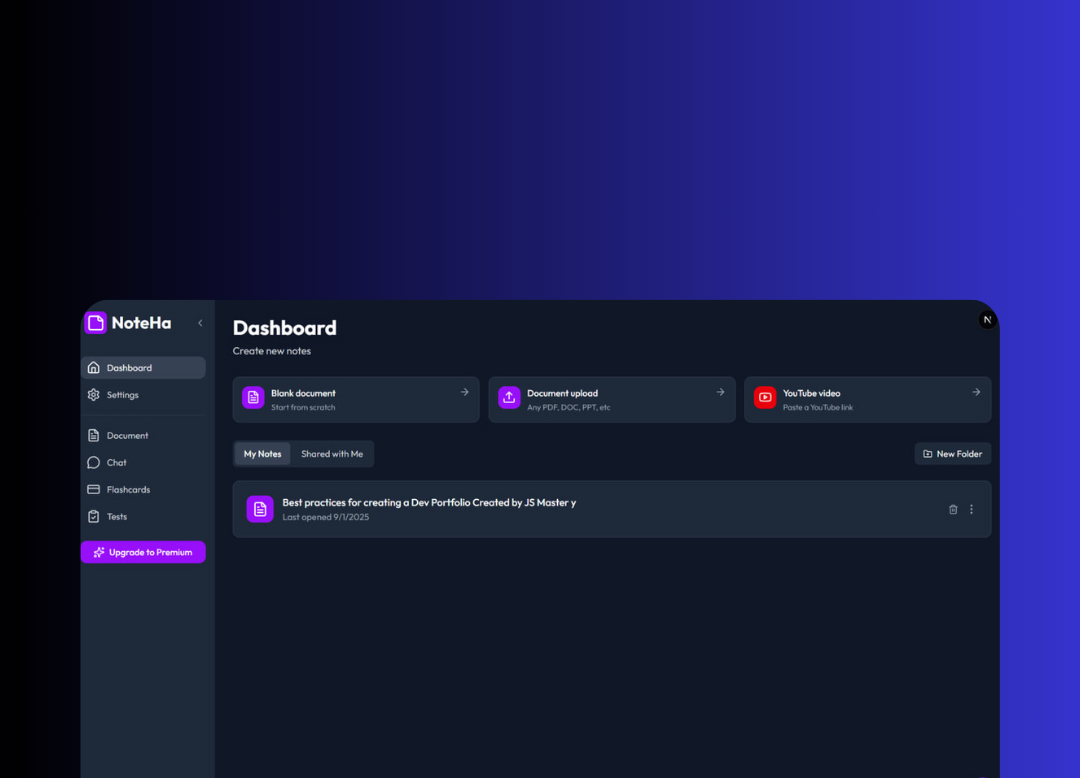 NoteHa
Dashboard
Settings
Document
Chat
Flashcards
Tests
Upgrade to Premium
N
Dashboard
Create new notes
Blank document
Start from scratch
Document upload
Any PDF, DOC, PPT, etc
YouTube video
Paste a YouTube link
My Notes
Shared with Me
New Folder
Best practices for creating a Dev Portfolio Created by JS Master y
Last opened 9/1/2025